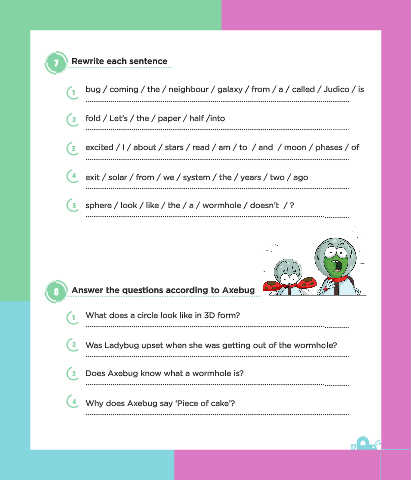 7 Rewrite each sentence
1 bug / coming / the / neighbour / galaxy / from / a / called / Judico / is
2 fold / Let's / the / paper / half /into
3 excited / I / about / stars / read / am / to / and / moon / phases / of
4 exit / solar / from / we / system / the / years / two / ago
5 sphere / look / like / the / a / wormhole / doesn't / ?
8 Answer the questions according to Axebug
1 What does a circle look like in 3D form?
2 Was Ladybug upset when she was getting out of the wormhole?
3 Does Axebug know what a wormhole is?
4 Why does Axebug say 'Piece of cake'?